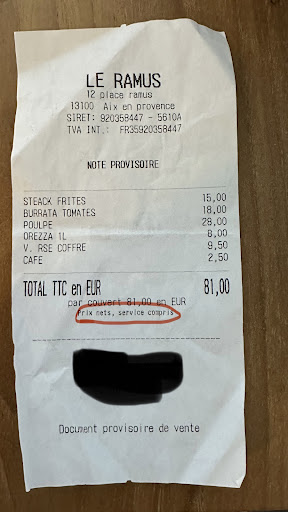 LE RAMUS
12 place ramus
13100 Aix en provence
SIRET: 920358447 - 5610A
TVA INT.: FR35920358447
NOTE PROVISOIRE
STEACK FRITES 15,00
BURRATA TOMATES 18,00
POULPE 28,00
OREZZA 1L 8,00
V. RSE COFFRE 9,50
CAFE 2,50
TOTAL TTC en EUR 81,00
par couvert 81,00 en EUR
Prix nets, service compris
Document provisoire de vente